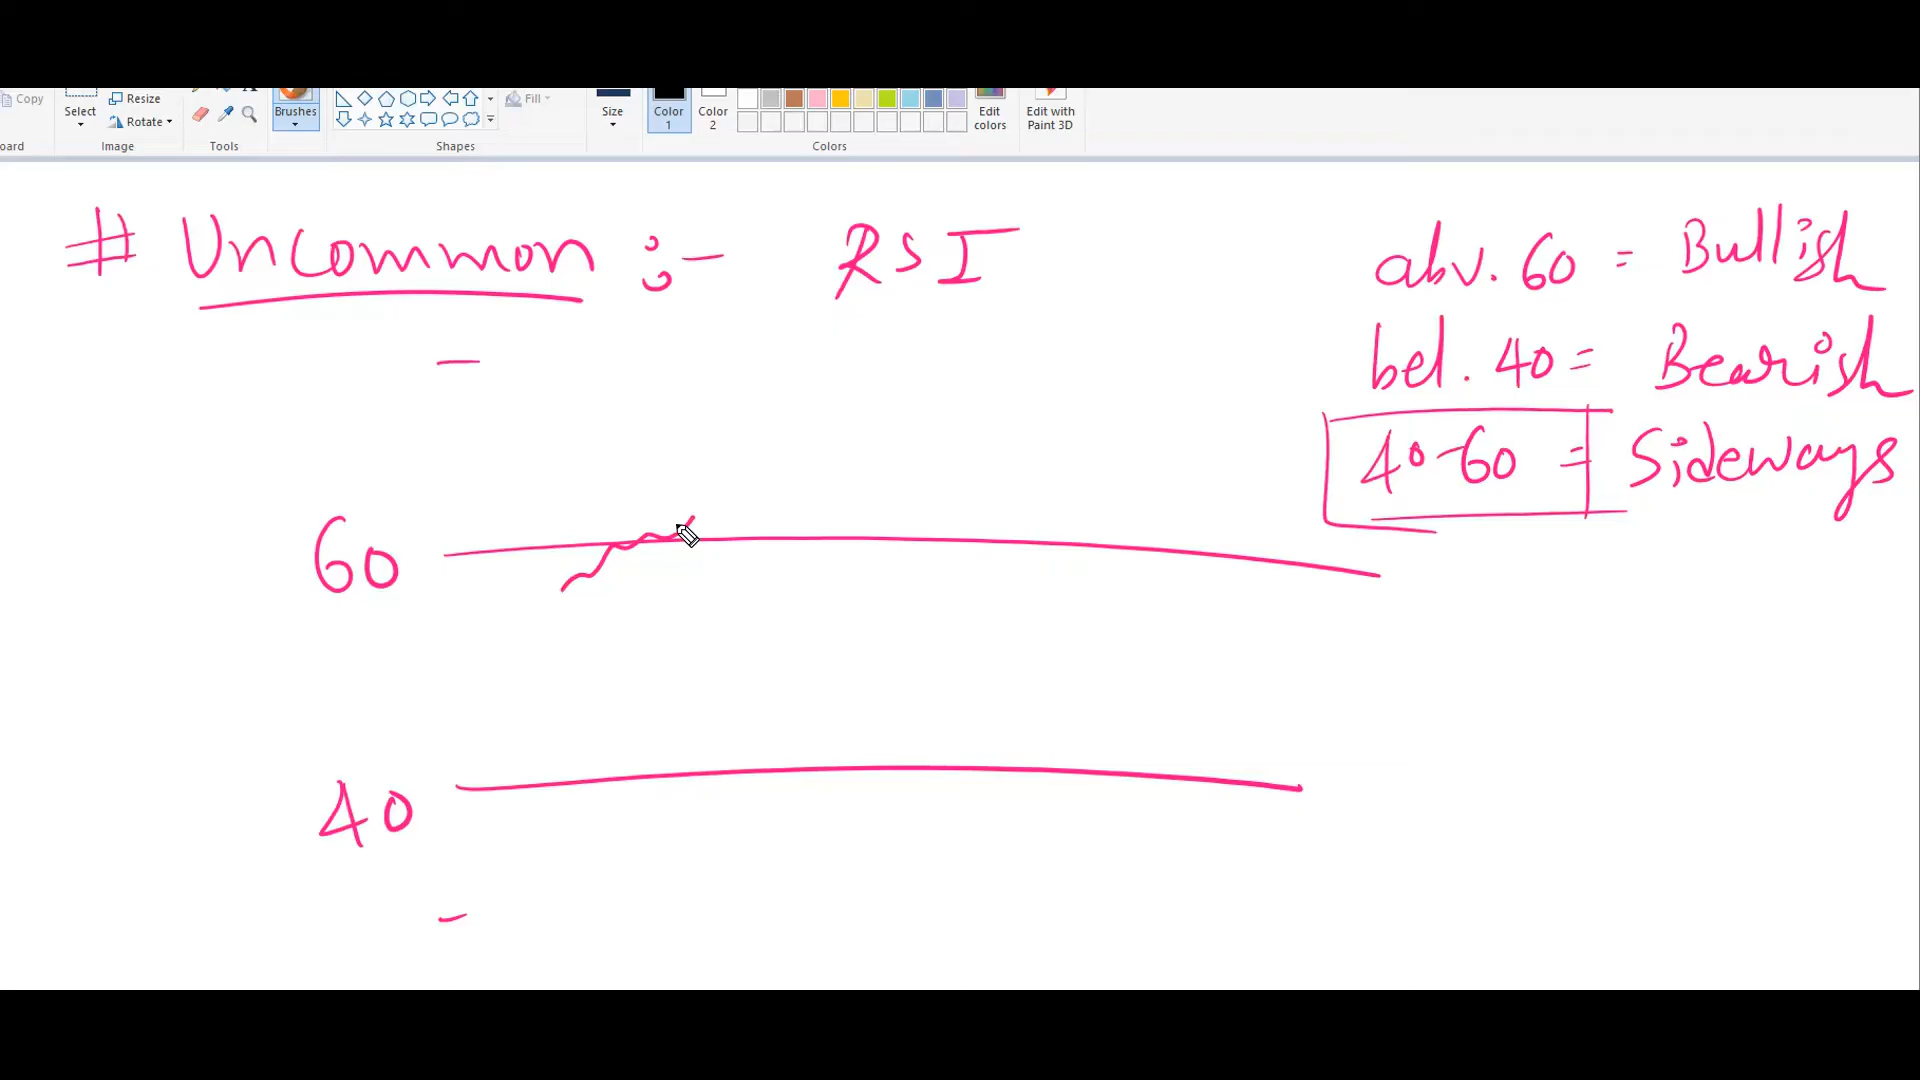 Copy
Select
Resize
Rotate
Brushes
Fill
Size
Color 1
Color 2
Edit colors
Edit with Paint 3D
oard
Image
Tools
Shapes
Colors
# Uncommon :- RSI
abv. 60 = Bullish
bel. 40 = Bearish
40-60 = Sideways
60
40